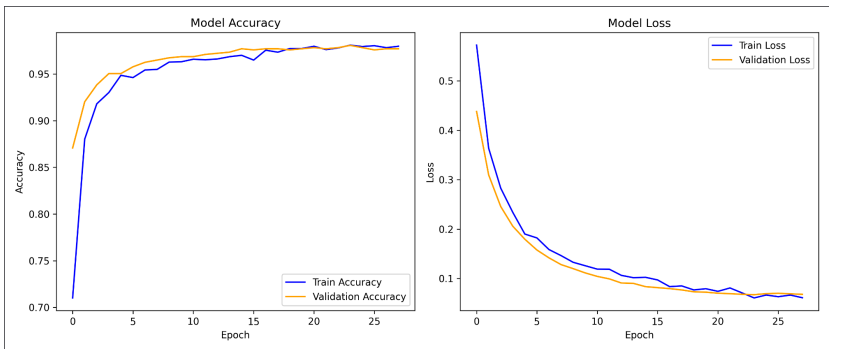 Model Accuracy
0.95
0.90
0.85
0.80
0.75
0.70
Accuracy
0
5
10
15
20
25
Epoch
Train Accuracy
Validation Accuracy
Model Loss
0.5
0.4
0.3
0.2
0.1
Loss
0
5
10
15
20
25
Epoch
Train Loss
Validation Loss